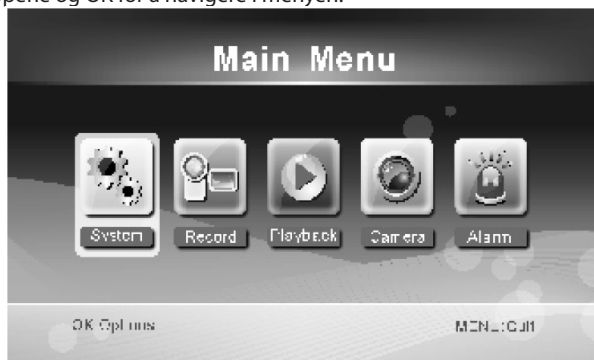 og OK for å navigere i menyen.
Main Menu
System Record Playback Camera Alarm
OK Options MENU:Quit